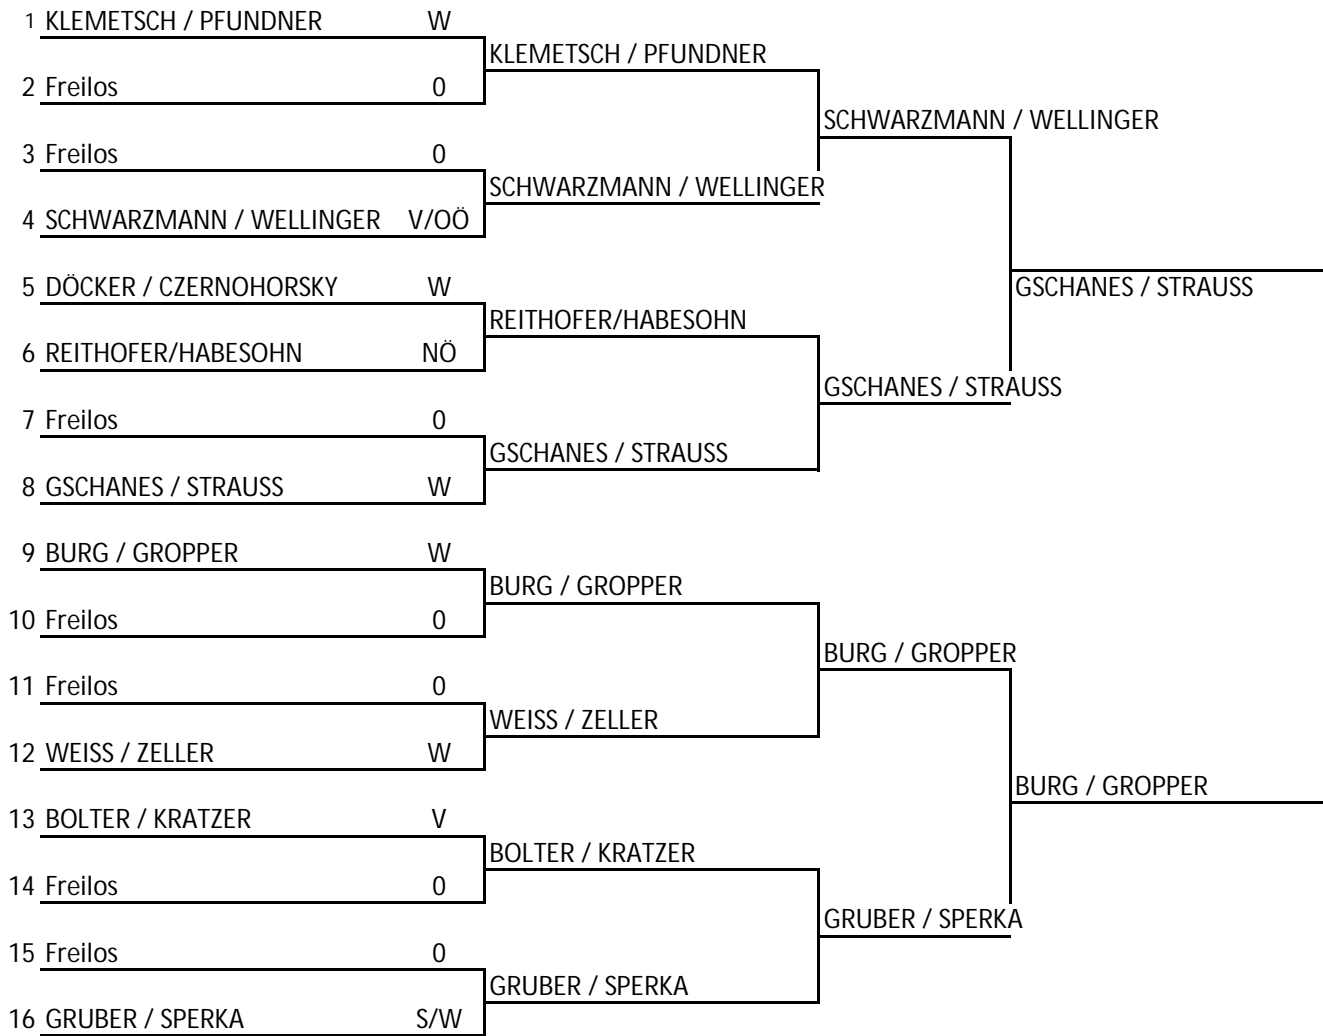 1 KLEMETSCH / PFUNDNER W
KLEMETSCH / PFUNDNER
2 Freilos 0
SCHWARZMANN / WELLINGER
3 Freilos 0
SCHWARZMANN / WELLINGER
4 SCHWARZMANN / WELLINGER V/OÖ
5 DÖCKER / CZERNOHORSKY W
GSCHANES / STRAUSS
REITHOFER/HABESOHN
6 REITHOFER/HABESOHN NÖ
GSCHANES / STRAUSS
7 Freilos 0
GSCHANES / STRAUSS
8 GSCHANES / STRAUSS W
9 BURG / GROPPER W
BURG / GROPPER
10 Freilos 0
BURG / GROPPER
11 Freilos 0
WEISS / ZELLER
12 WEISS / ZELLER W
BURG / GROPPER
13 BOLTER / KRATZER V
BOLTER / KRATZER
14 Freilos 0
GRUBER / SPERKA
15 Freilos 0
GRUBER / SPERKA
16 GRUBER / SPERKA S/W